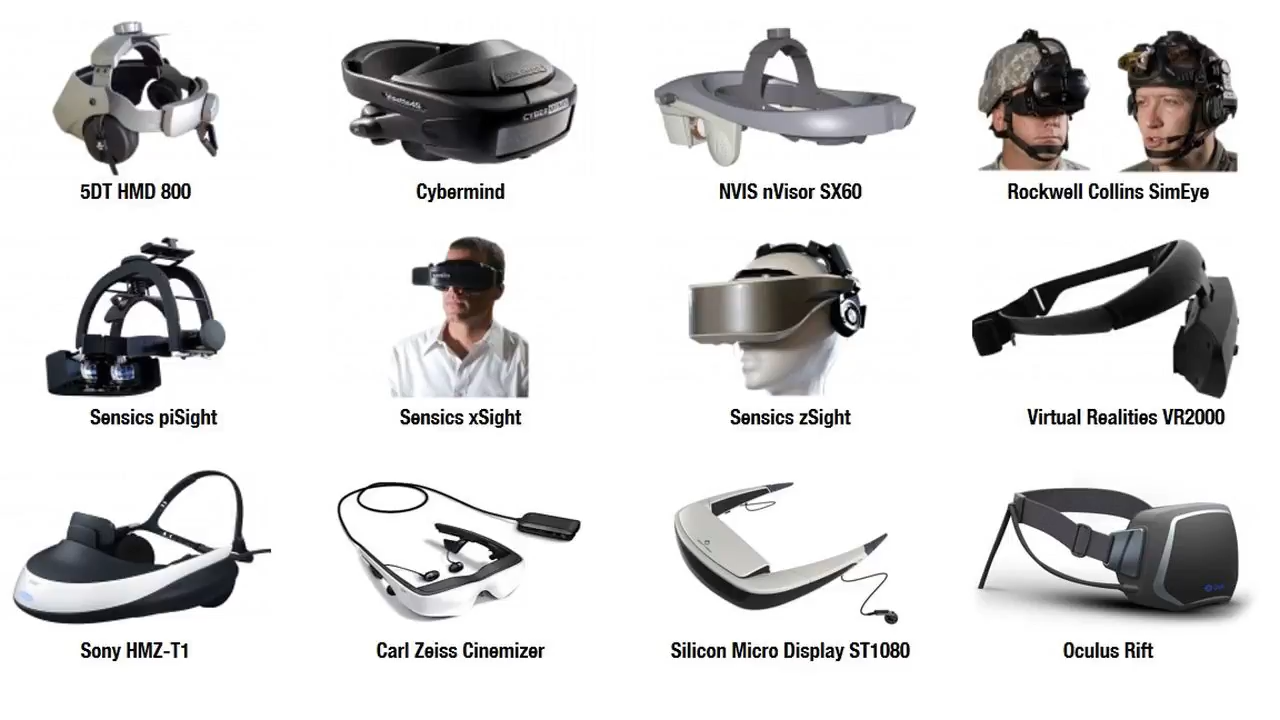 5DT HMD 800
Cybermind
NVIS nVisor SX60
Rockwell Collins SimEye
Sensics piSight
Sensics xSight
Sensics zSight
Virtual Realities VR2000
Sony HMZ-T1
Carl Zeiss Cinemizer
Silicon Micro Display ST1080
Oculus Rift